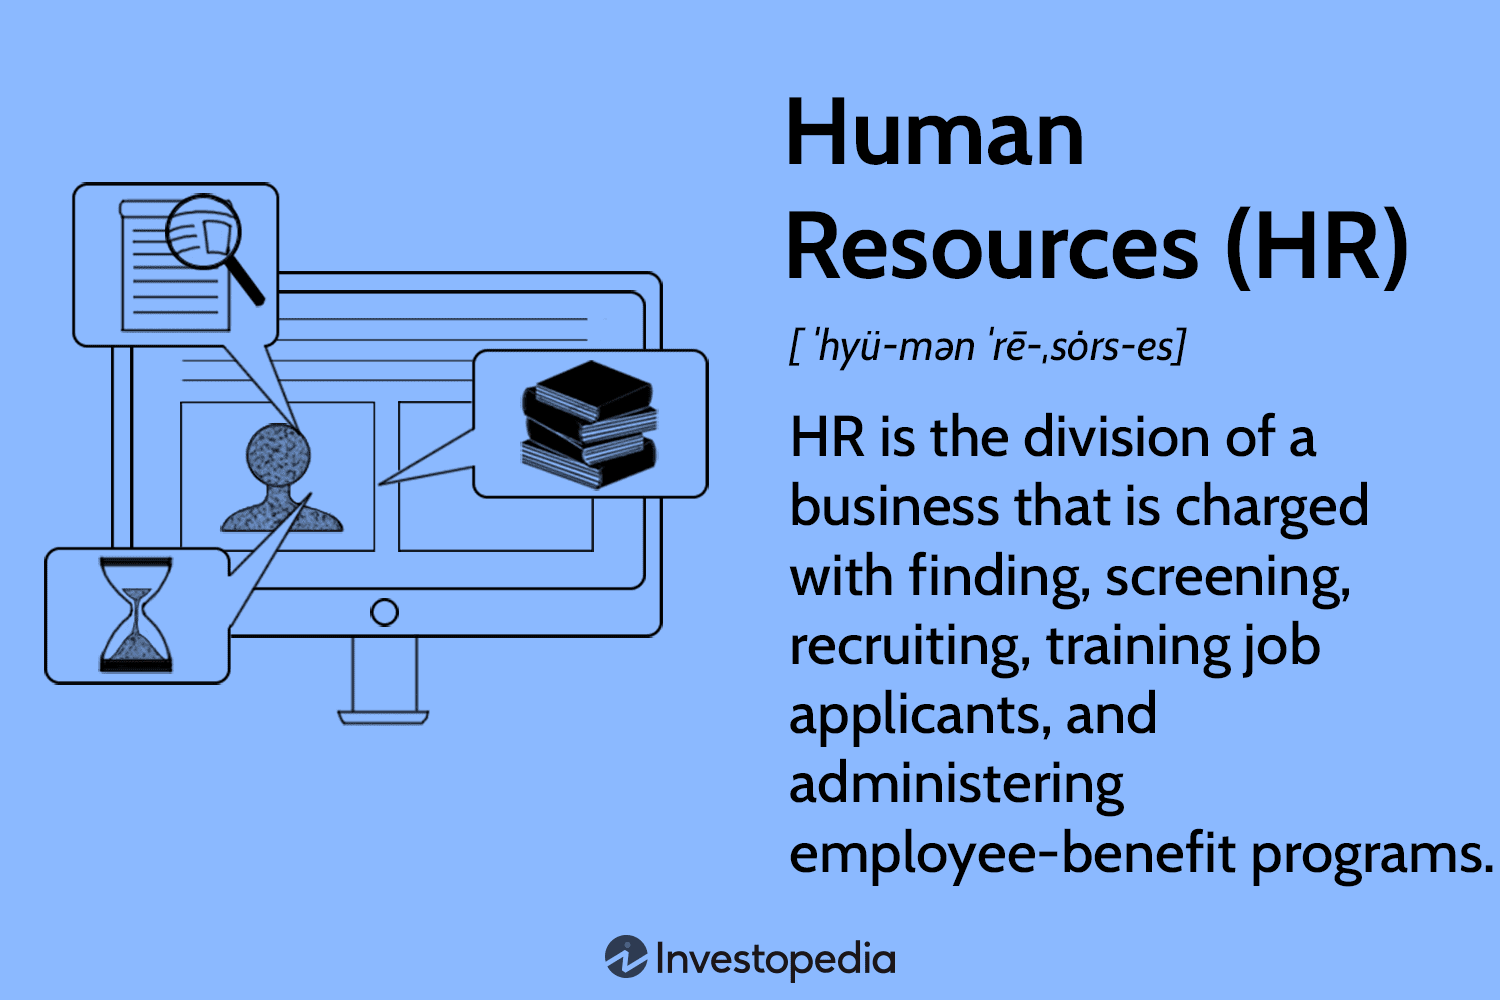 Human
Resources (HR)
[ ˈhyü-mən ˈrē-ˌsȯrs-es]
HR is the division of a
business that is charged
with finding, screening,
recruiting, training job
applicants, and
administering
employee-benefit programs.
Investopedia